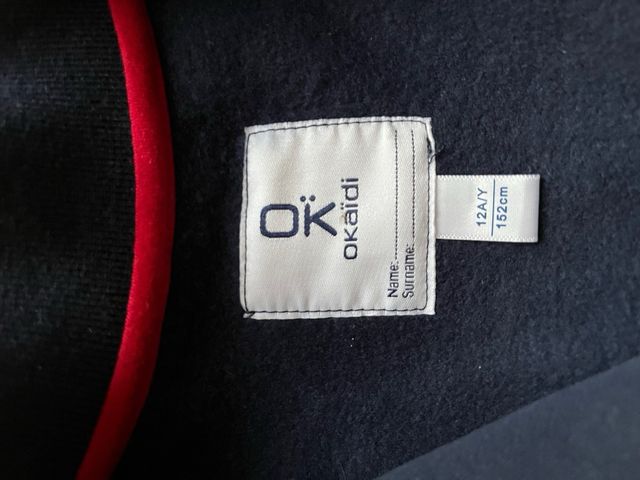 OK
OKAïDI
Name:
Surname:
12A/Y
152cm